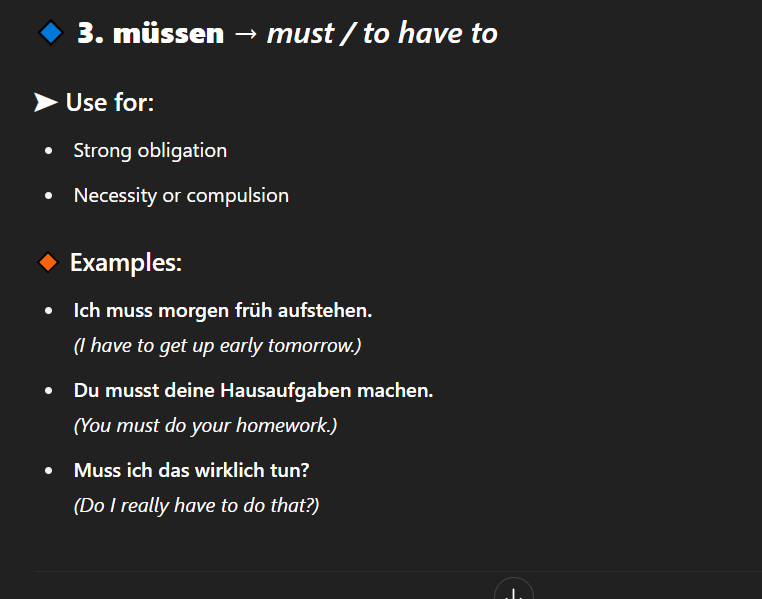 🔷 3. müssen → must / to have to
➤ Use for:
• Strong obligation
• Necessity or compulsion
🔶 Examples:
• Ich muss morgen früh aufstehen.
(I have to get up early tomorrow.)
• Du musst deine Hausaufgaben machen.
(You must do your homework.)
• Muss ich das wirklich tun?
(Do I really have to do that?)